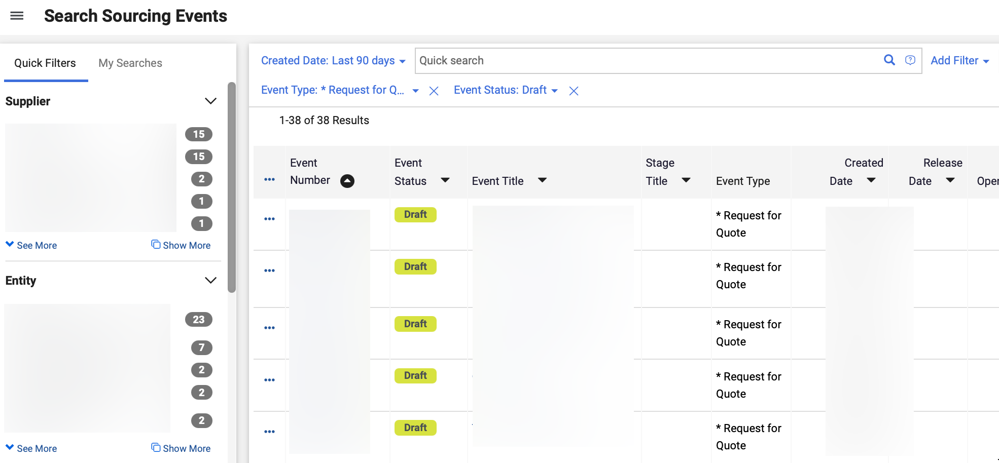 Search Sourcing Events
Quick Filters
My Searches
Supplier
15
15
2
1
1
See More
Show More
Entity
23
7
2
2
2
See More
Show More
Created Date: Last 90 days
Quick search
Add Filter
Event Type: * Request for Q...
Event Status: Draft
1-38 of 38 Results
Event
Number
Event
Status
Event Title
Stage
Title
Event Type
Created
Date
Release
Date
Oper
Draft
* Request for
Quote
Draft
* Request for
Quote
Draft
* Request for
Quote
Draft
* Request for
Quote
Draft
* Request for
Quote